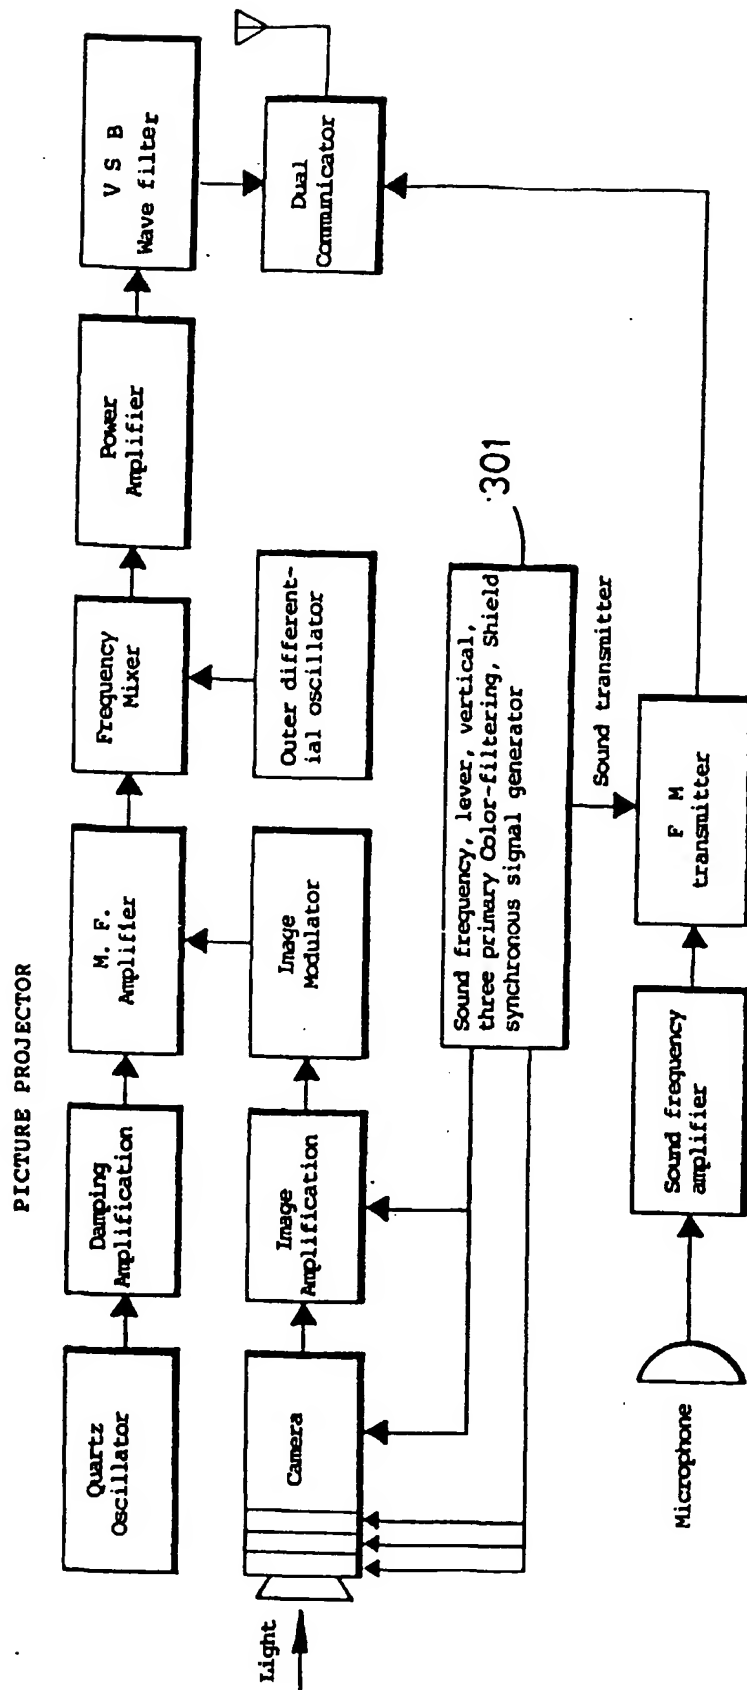 PICTURE PROJECTOR
Quartz
Oscillator
Damping
Amplification
M. F.
Amplifier
Frequency
Mixer
Power
Amplifier
V S B
Wave filter
Light
Camera
Image
Amplification
Image
Modulator
Outer different-
ial oscillator
Dual
Communicator
Sound frequency, lever, vertical,
three primary Color-filtering, Shield
synchronous signal generator
301
Sound transmitter
Microphone
Sound frequency
amplifier
F M
transmitter